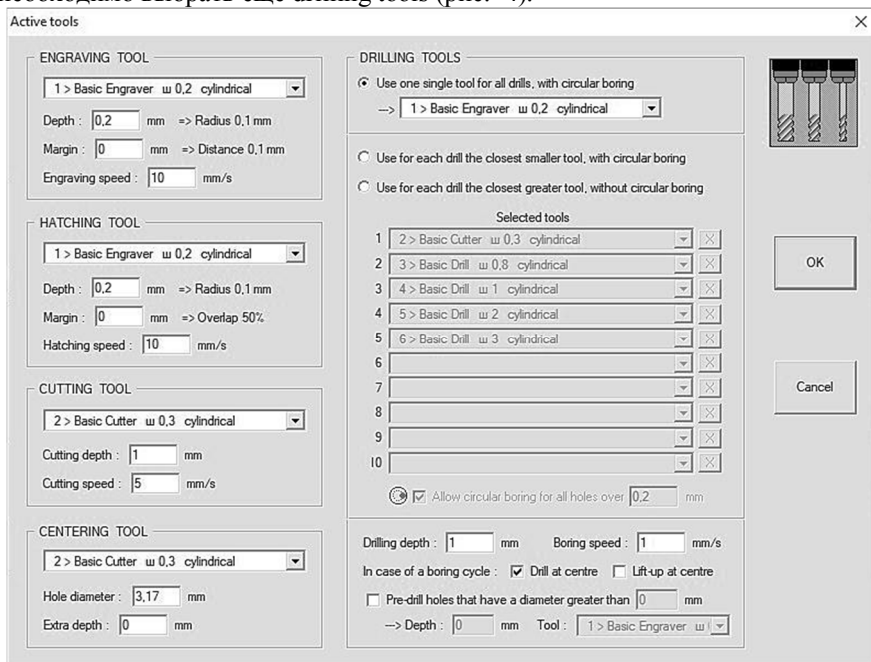 необходимо выбрать еще drilling tools (рис. 4).
Active tools
ENGRAVING TOOL
1 > Basic Engraver ш 0,2 cylindrical
Depth : 0,2 mm => Radius 0,1 mm
Margin : 0 mm => Distance 0,1 mm
Engraving speed : 10 mm/s
HATCHING TOOL
1 > Basic Engraver ш 0,2 cylindrical
Depth : 0,2 mm => Radius 0,1 mm
Margin : 0 mm => Overlap 50%
Hatching speed : 10 mm/s
CUTTING TOOL
2 > Basic Cutter ш 0,3 cylindrical
Cutting depth : 1 mm
Cutting speed : 5 mm/s
CENTERING TOOL
2 > Basic Cutter ш 0,3 cylindrical
Hole diameter : 3,17 mm
Extra depth : 0 mm
DRILLING TOOLS
Use one single tool for all drills, with circular boring
--> 1 > Basic Engraver ш 0,2 cylindrical
Use for each drill the closest smaller tool, with circular boring
Use for each drill the closest greater tool, without circular boring
Selected tools
1 2 > Basic Cutter ш 0,3 cylindrical X
2 3 > Basic Drill ш 0,8 cylindrical X
3 4 > Basic Drill ш 1 cylindrical X
4 5 > Basic Drill ш 2 cylindrical X
5 6 > Basic Drill ш 3 cylindrical X
6 X
7 X
8 X
9 X
10 X
Allow circular boring for all holes over 0,2 mm
Drilling depth : 1 mm Boring speed : 1 mm/s
In case of a boring cycle : Drill at centre Lift-up at centre
Pre-drill holes that have a diameter greater than 0 mm
--> Depth : 0 mm Tool : 1 > Basic Engraver ш
OK
Cancel